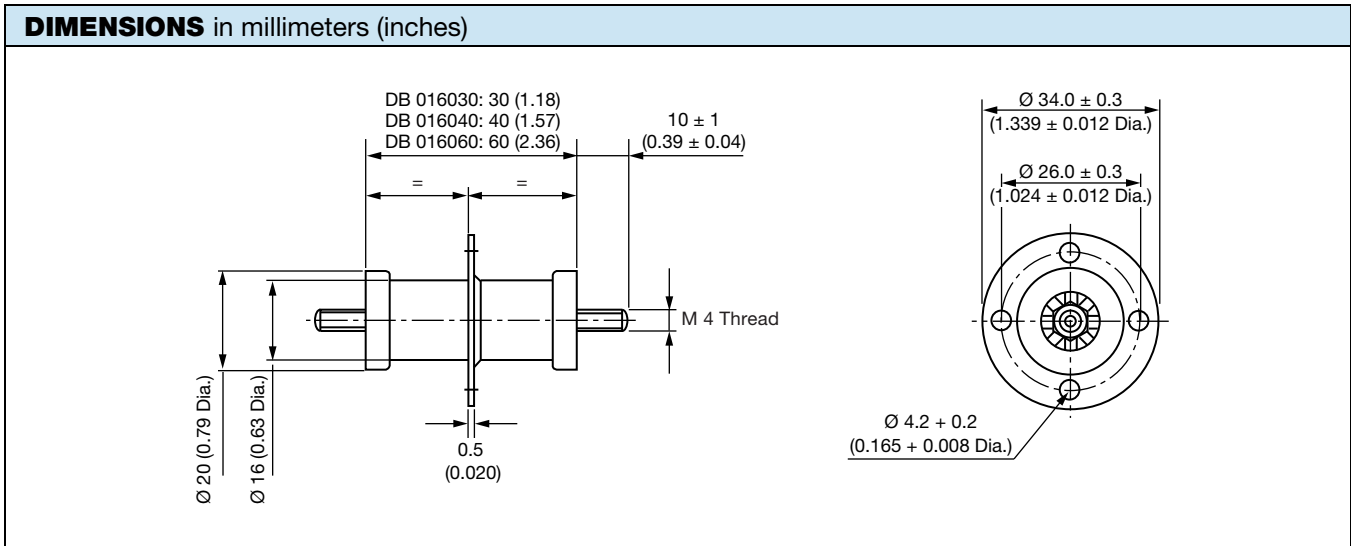 DIMENSIONS in millimeters (inches)
DB 016030: 30 (1.18)
DB 016040: 40 (1.57)
DB 016060: 60 (2.36)
10 ± 1
(0.39 ± 0.04)
=
=
Ø 20 (0.79 Dia.)
Ø 16 (0.63 Dia.)
0.5
(0.020)
M 4 Thread
Ø 34.0 ± 0.3
(1.339 ± 0.012 Dia.)
Ø 26.0 ± 0.3
(1.024 ± 0.012 Dia.)
Ø 4.2 + 0.2
(0.165 + 0.008 Dia.)